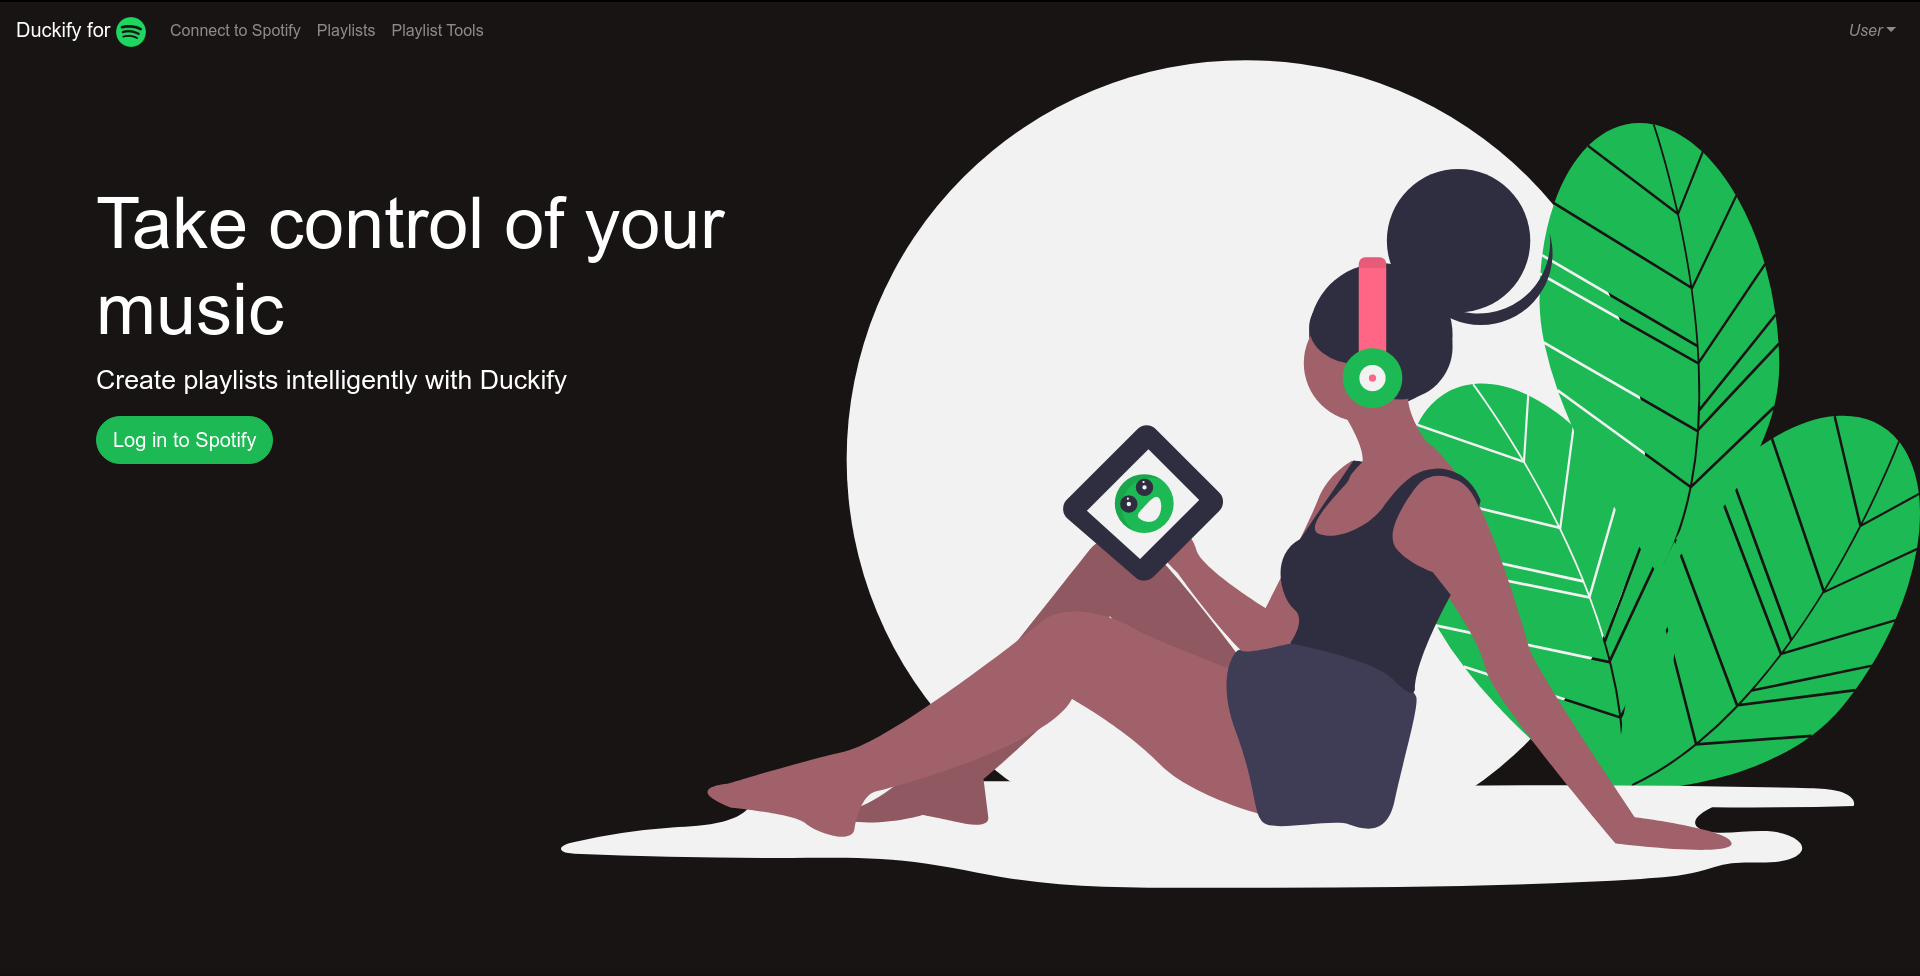 Duckify for
Connect to Spotify
Playlists
Playlist Tools
User
Take control of your
music
Create playlists intelligently with Duckify
Log in to Spotify